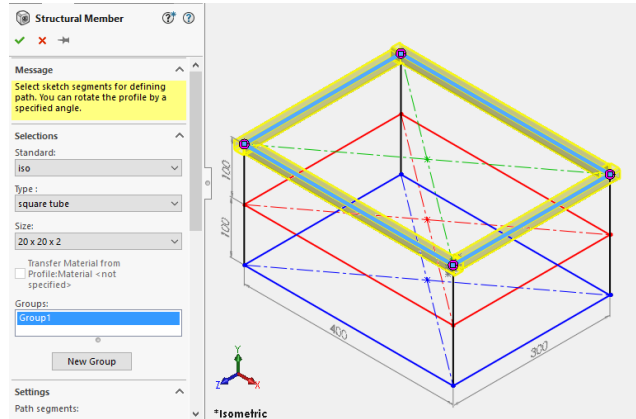 Structural Member
Message
Select sketch segments for defining
path. You can rotate the profile by a
specified angle.
Selections
Standard:
iso
Type :
square tube
Size:
20 x 20 x 2
Transfer Material from
Profile:Material <not
specified>
Groups:
Group1
New Group
Settings
Path segments:
100
100
400
300
Y
Z
X
*Isometric